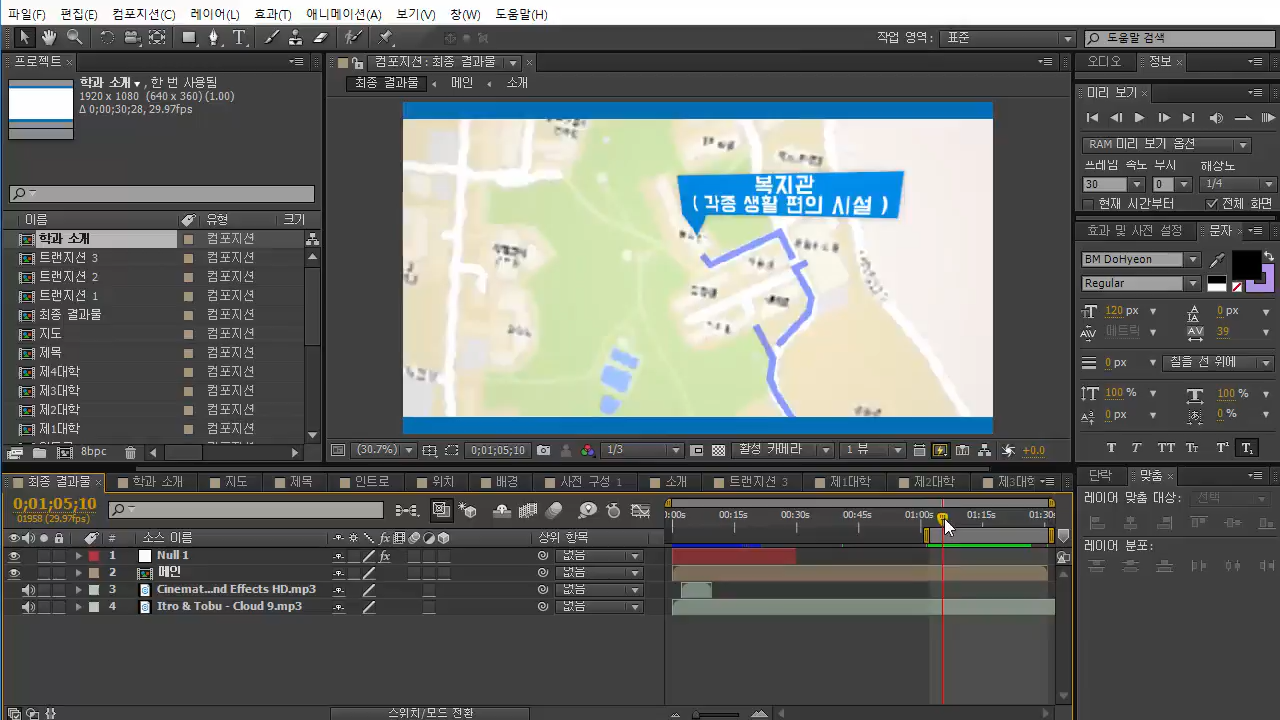 파일(F) 편집(E) 컴포지션(C) 레이어(L) 효과(T) 애니메이션(A) 보기(V) 창(W) 도움말(H)
작업 영역: 표준 도움말 검색
프로젝트
학과 소개, 한 번 사용됨
1920 x 1080 (640 x 360) (1.00)
Δ 0;00;30;28, 29.97fps
이름 유형 크기
학과 소개 컴포지션
트랜지션 3 컴포지션
트랜지션 2 컴포지션
트랜지션 1 컴포지션
최종 결과물 컴포지션
지도 컴포지션
제목 컴포지션
제4대학 컴포지션
제3대학 컴포지션
제2대학 컴포지션
제1대학 컴포지션
8bpc
컴포지션: 최종 결과물
최종 결과물 메인 소개
복지관
( 각종 생활 편의 시설 )
(30.7%) 0;01;05;10 1/3 활성 카메라 1 뷰 +0.0
오디오 정보
미리 보기
RAM 미리 보기 옵션
프레임 속도 무시 해상도
30 0 1/4
현재 시간부터 전체 화면
효과 및 사전 설정 문자
BM DoHyeon
Regular
120 px 0 px
메트릭 39
0 px 칠을 선 위에
100 % 100 %
0 px 0 %
T T TT Tr T¹ T₁
단락 맞춤
레이어 맞춤 대상: 선택
레이어 분포:
최종 결과물 학과 소개 지도 제목 인트로 위치 배경 사전 구성 1 소개 트랜지션 3 제1대학 제2대학 제3대
0;01;05;10
01958 (29.97fps)
:00s 00:15s 00:30s 00:45s 01:00s 01:15s 01:30s
# 소스 이름 fx 상위 항목
1 Null 1 fx 없음
2 메인 없음
3 Cinemat...nd Effects HD.mp3 없음
4 Itro & Tobu - Cloud 9.mp3 없음
스위치/모드 전환